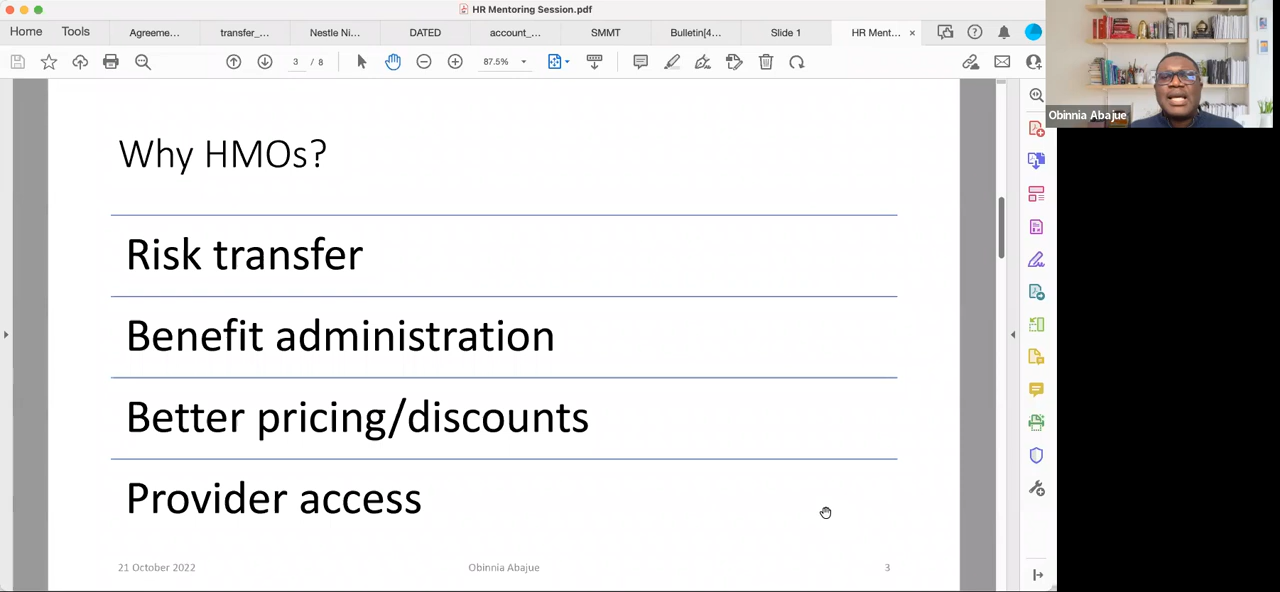 HR Mentoring Session.pdf
Home Tools Agreeme... transfer_... Nestle Ni... DATED account_... SMMT Bulletin[4... Slide 1 HR Ment... ×
3 / 8 87.5%
Obinnia Abajue
Why HMOs?
Risk transfer
Benefit administration
Better pricing/discounts
Provider access
21 October 2022 Obinnia Abajue 3